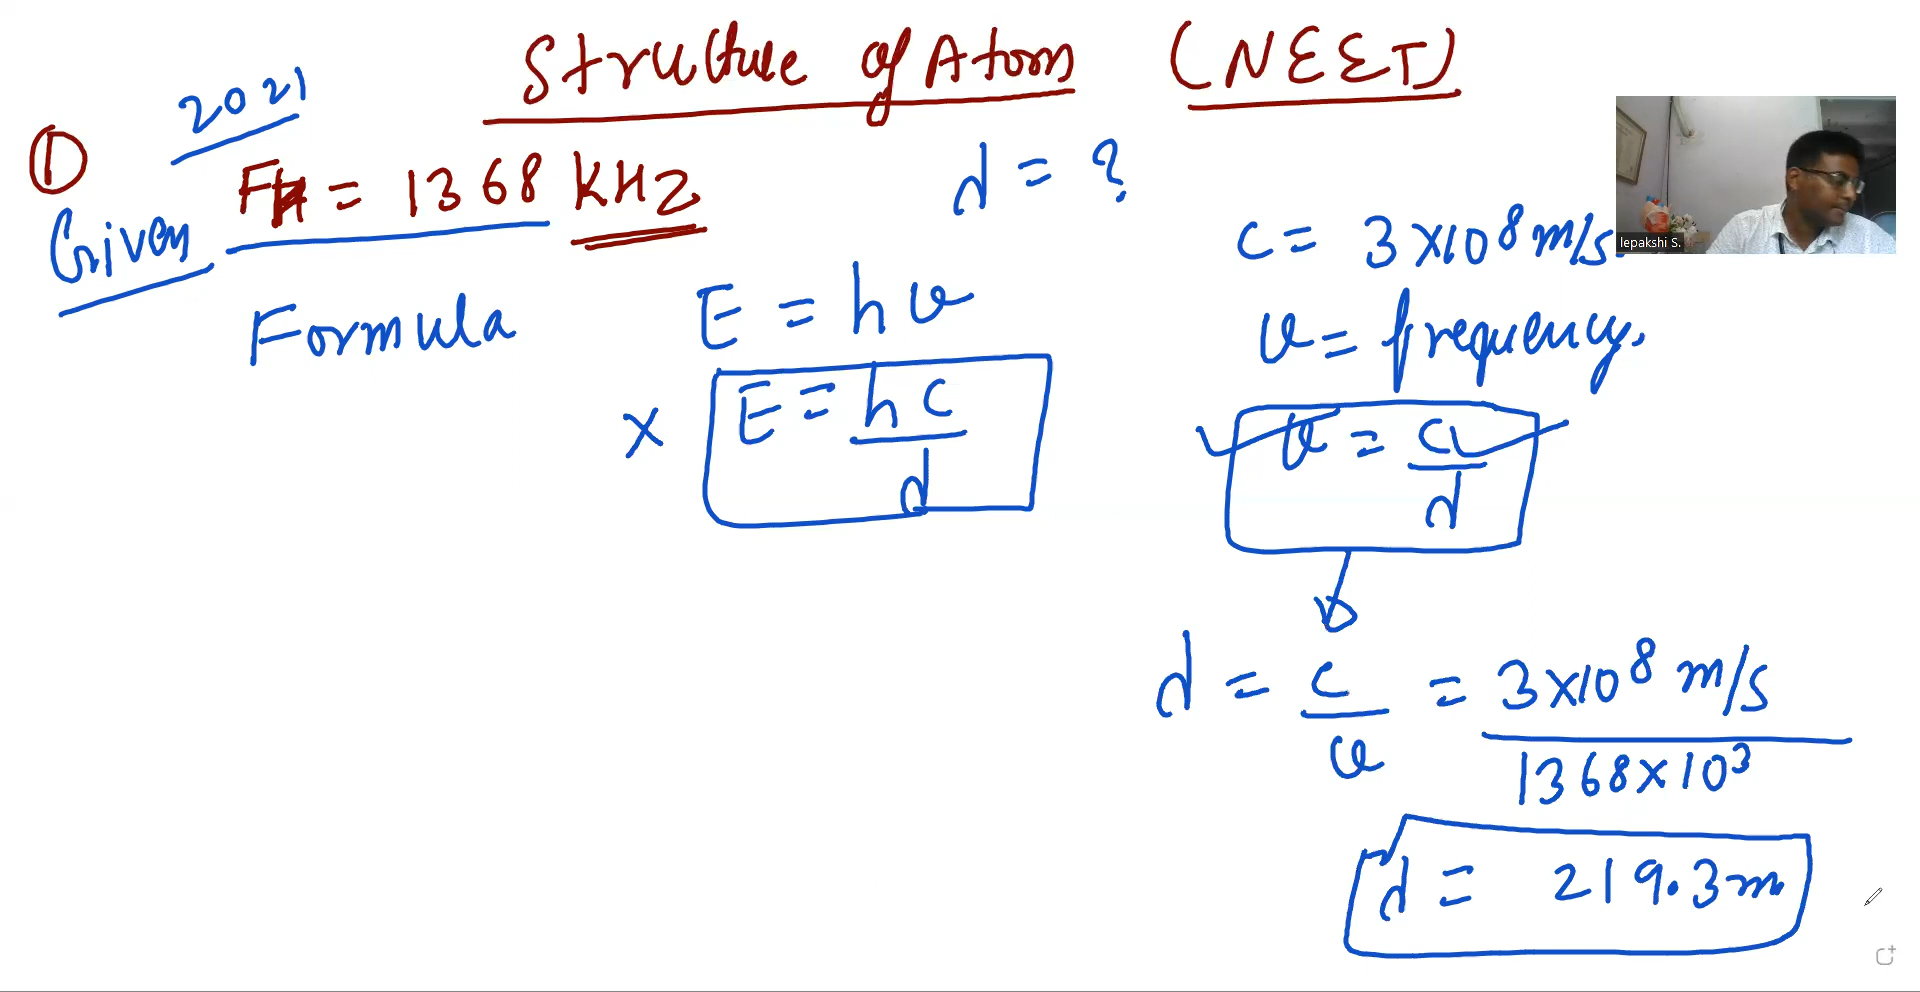 Structure of Atom (NEET)
2021
① F = 1368 KHZ
d = ?
Given
c = 3×10⁸ m/s.
lepakshi S.
Formula
E = hυ
υ = frequency.
x E = hc/d
υ = c/d
d = c/υ = 3×10⁸ m/s / 1368×10³
d = 219.3m